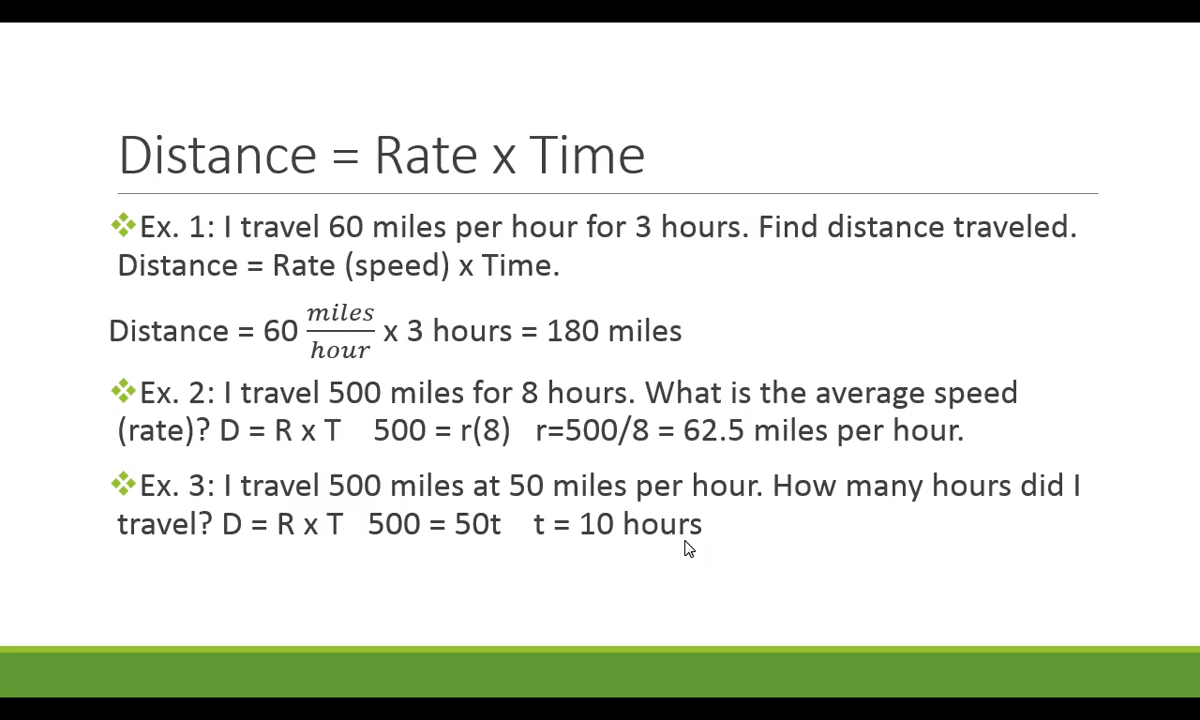 Distance = Rate x Time
❖Ex. 1: I travel 60 miles per hour for 3 hours. Find distance traveled.
Distance = Rate (speed) x Time.
Distance = 60 miles/hour x 3 hours = 180 miles
❖Ex. 2: I travel 500 miles for 8 hours. What is the average speed
(rate)? D = R x T 500 = r(8) r=500/8 = 62.5 miles per hour.
❖Ex. 3: I travel 500 miles at 50 miles per hour. How many hours did I
travel? D = R x T 500 = 50t t = 10 hours